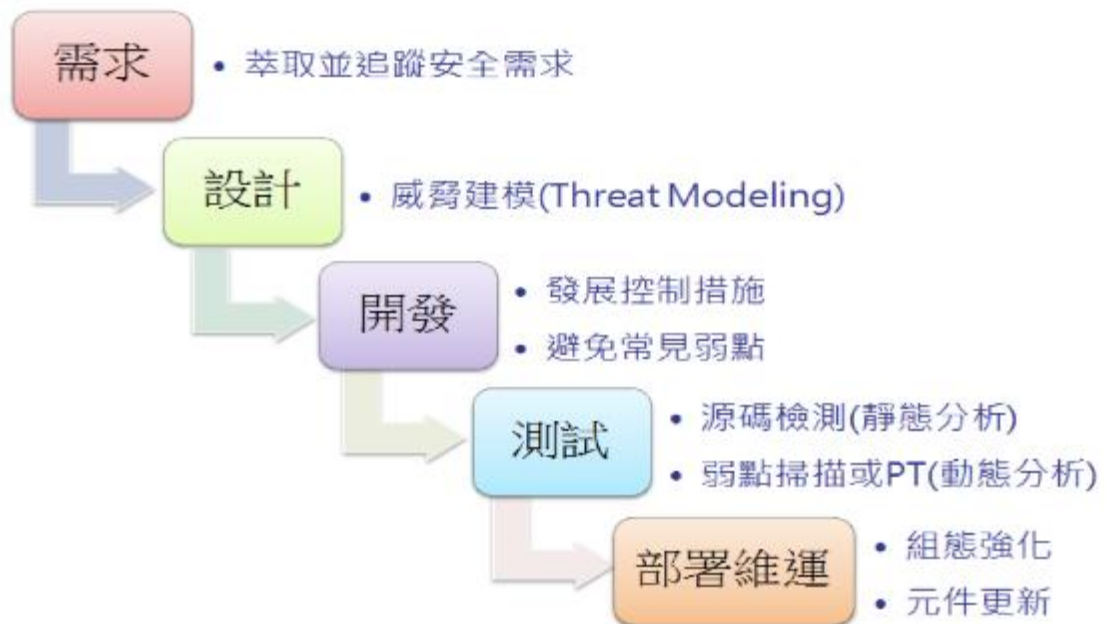 需求
• 萃取並追蹤安全需求
設計
• 威脅建模(Threat Modeling)
開發
• 發展控制措施
• 避免常見弱點
測試
• 源碼檢測(靜態分析)
• 弱點掃描或PT(動態分析)
部署維運
• 組態強化
• 元件更新